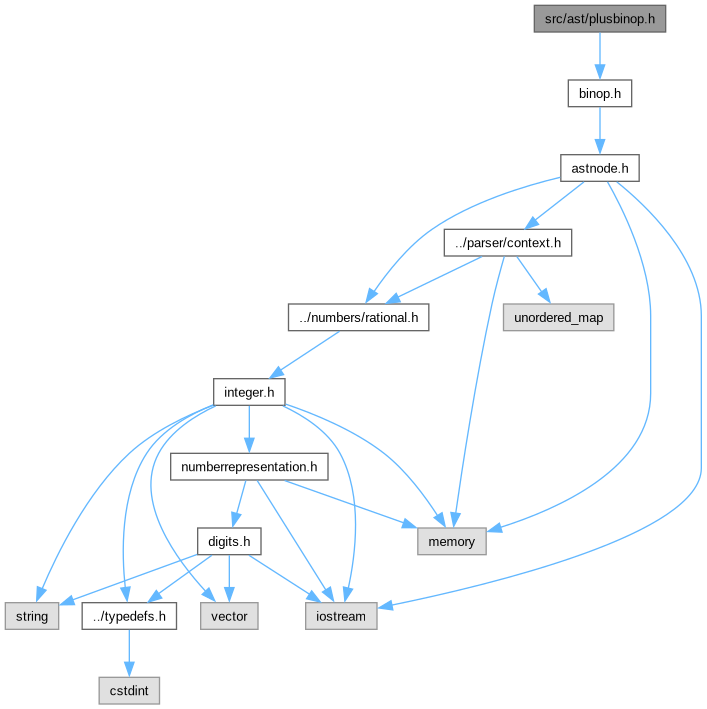 src/ast/plusbinop.h
binop.h
astnode.h
../parser/context.h
../numbers/rational.h
unordered_map
integer.h
numberrepresentation.h
digits.h
memory
string
../typedefs.h
vector
iostream
cstdint